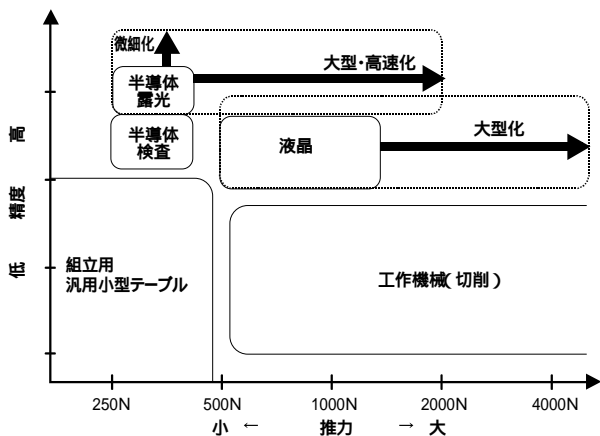 微細化
大型・高速化
半導体
露光
半導体
検査
液晶
大型化
高
精度
低
組立用
汎用小型テーブル
工作機械(切削)
250N
500N
1000N
2000N
4000N
小 ← 推力 → 大